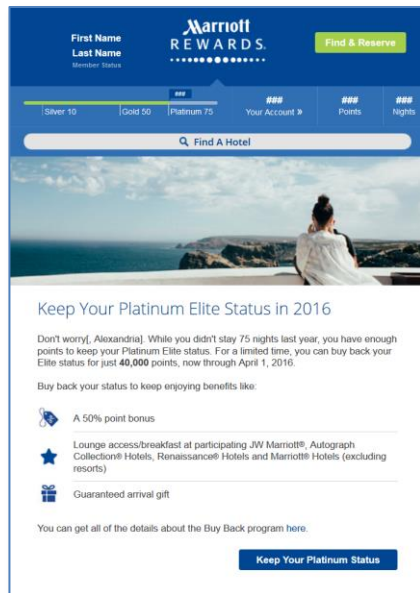 First Name
Last Name
Member Status
Marriott
REWARDS.
Find & Reserve
###
Silver 10
Gold 50
Platinum 75
###
Your Account »
###
Points
###
Nights
Find A Hotel
Keep Your Platinum Elite Status in 2016
Don't worry[, Alexandria]. While you didn't stay 75 nights last year, you have enough
points to keep your Platinum Elite status. For a limited time, you can buy back your
Elite status for just 40,000 points, now through April 1, 2016.
Buy back your status to keep enjoying benefits like:
A 50% point bonus
Lounge access/breakfast at participating JW Marriott®, Autograph
Collection® Hotels, Renaissance® Hotels and Marriott® Hotels (excluding
resorts)
Guaranteed arrival gift
You can get all of the details about the Buy Back program here.
Keep Your Platinum Status